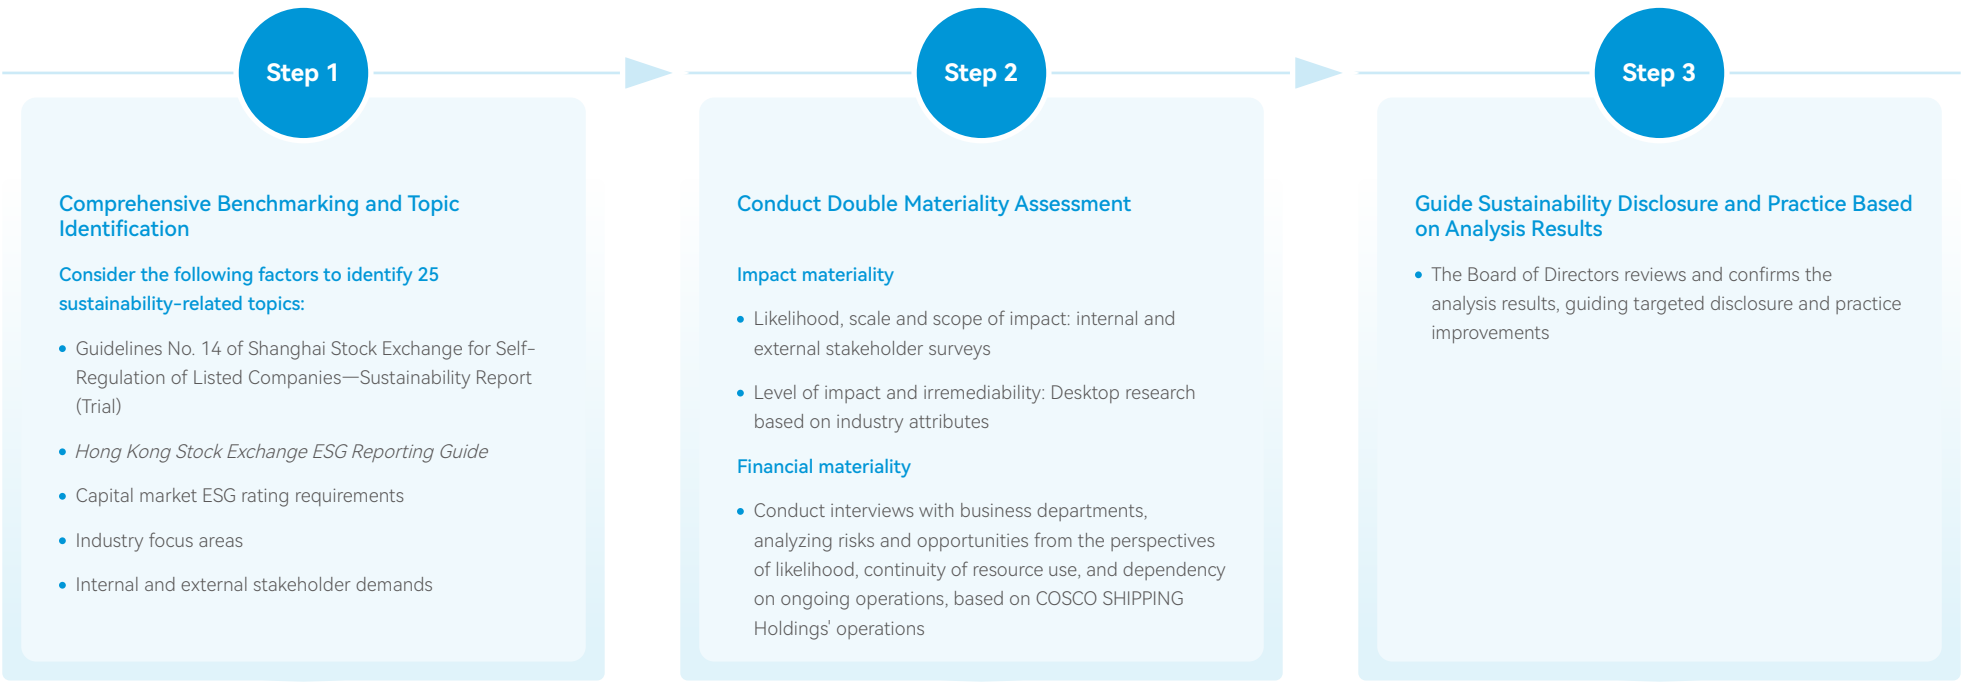 Step 1
Comprehensive Benchmarking and Topic
Identification
Consider the following factors to identify 25
sustainability-related topics:
• Guidelines No. 14 of Shanghai Stock Exchange for Self-
Regulation of Listed Companies—Sustainability Report
(Trial)
• Hong Kong Stock Exchange ESG Reporting Guide
• Capital market ESG rating requirements
• Industry focus areas
• Internal and external stakeholder demands
Step 2
Conduct Double Materiality Assessment
Impact materiality
• Likelihood, scale and scope of impact: internal and
external stakeholder surveys
• Level of impact and irremediability: Desktop research
based on industry attributes
Financial materiality
• Conduct interviews with business departments,
analyzing risks and opportunities from the perspectives
of likelihood, continuity of resource use, and dependency
on ongoing operations, based on COSCO SHIPPING
Holdings' operations
Step 3
Guide Sustainability Disclosure and Practice Based
on Analysis Results
• The Board of Directors reviews and confirms the
analysis results, guiding targeted disclosure and practice
improvements